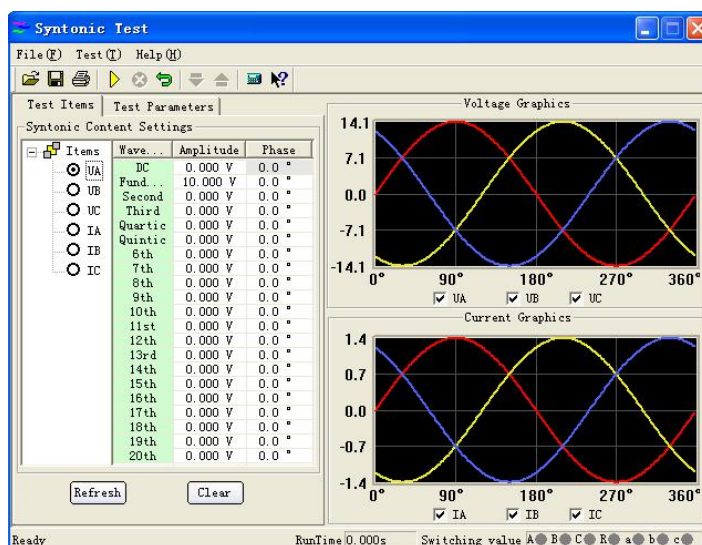 Syntonic Test
File(F) Test(T) Help(H)
Test Items Test Parameters
Syntonic Content Settings
Items
UA
UB
UC
IA
IB
IC
Wave... Amplitude Phase
DC 0.000 V 0.0 °
Fund... 10.000 V 0.0 °
Second 0.000 V 0.0 °
Third 0.000 V 0.0 °
Quartic 0.000 V 0.0 °
Quintic 0.000 V 0.0 °
6th 0.000 V 0.0 °
7th 0.000 V 0.0 °
8th 0.000 V 0.0 °
9th 0.000 V 0.0 °
10th 0.000 V 0.0 °
11st 0.000 V 0.0 °
12th 0.000 V 0.0 °
13rd 0.000 V 0.0 °
14th 0.000 V 0.0 °
15th 0.000 V 0.0 °
16th 0.000 V 0.0 °
17th 0.000 V 0.0 °
18th 0.000 V 0.0 °
19th 0.000 V 0.0 °
20th 0.000 V 0.0 °
Refresh Clear
Voltage Graphics
14.1
7.1
0.0
-7.1
-14.1
0° 90° 180° 270° 360°
UA UB UC
Current Graphics
1.4
0.7
0.0
-0.7
-1.4
0° 90° 180° 270° 360°
IA IB IC
Ready RunTime 0.000s Switching value A B C R a b c